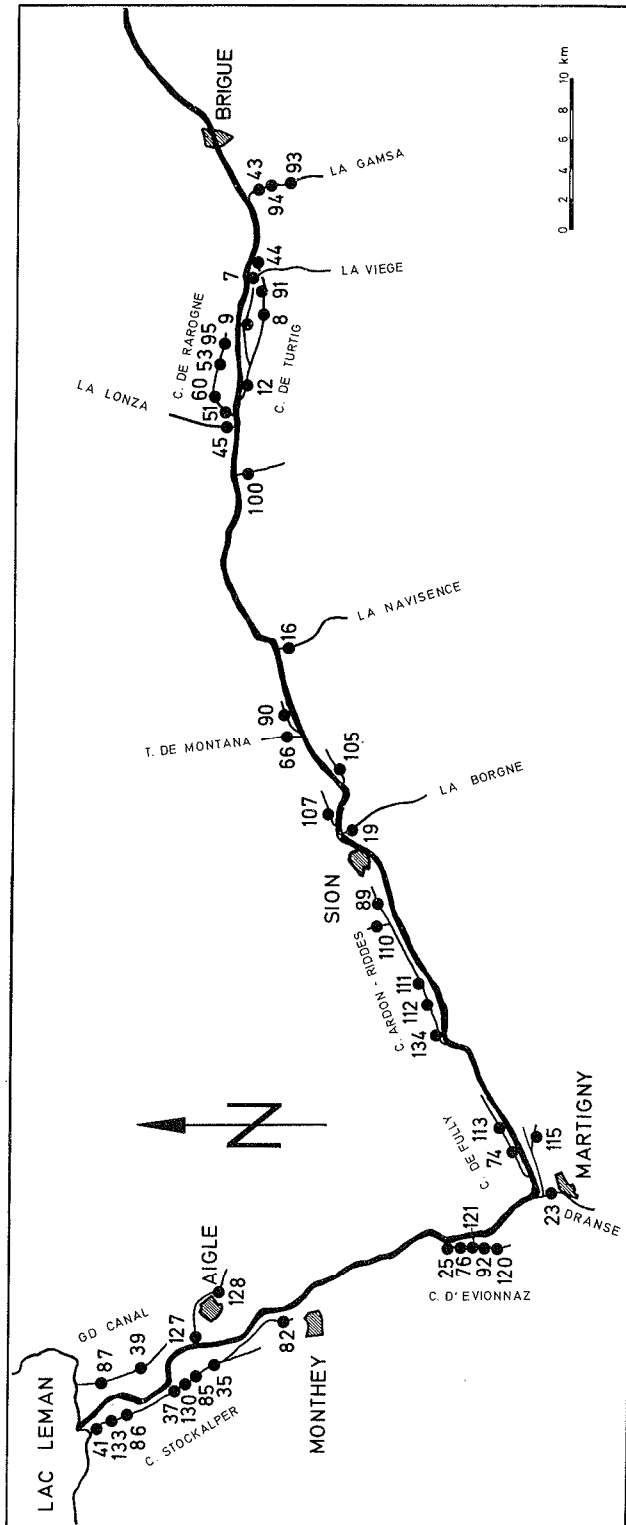 LAC LEMAN
41
133
86
C. STOCKALPER
37
130
85
35
87
39
GD CANAL
127
AIGLE
128
82
MONTHEY
N
25
76
121
92
120
C. D'EVIONNAZ
23
DRANSE
MARTIGNY
115
74
113
C. DE FULLY
134
112
111
C. ARDON - RIDDES
110
89
SION
19
LA BORGNE
107
105
66
T. DE MONTANA
90
16
LA NAVISENCE
100
45
LA LONZA
51
60
53
95
C. DE RAROGNE
9
12
C. DE TURTIG
8
91
7
44
LA VIEGE
43
94
93
LA GAMSA
BRIGUE
0 2 4 6 8 10 km